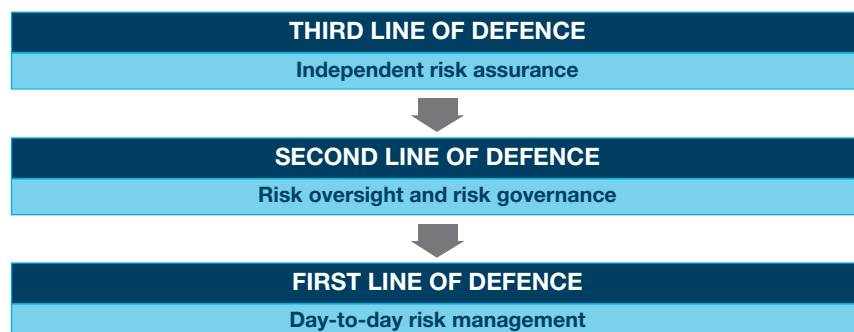 THIRD LINE OF DEFENCE
Independent risk assurance
SECOND LINE OF DEFENCE
Risk oversight and risk governance
FIRST LINE OF DEFENCE
Day-to-day risk management